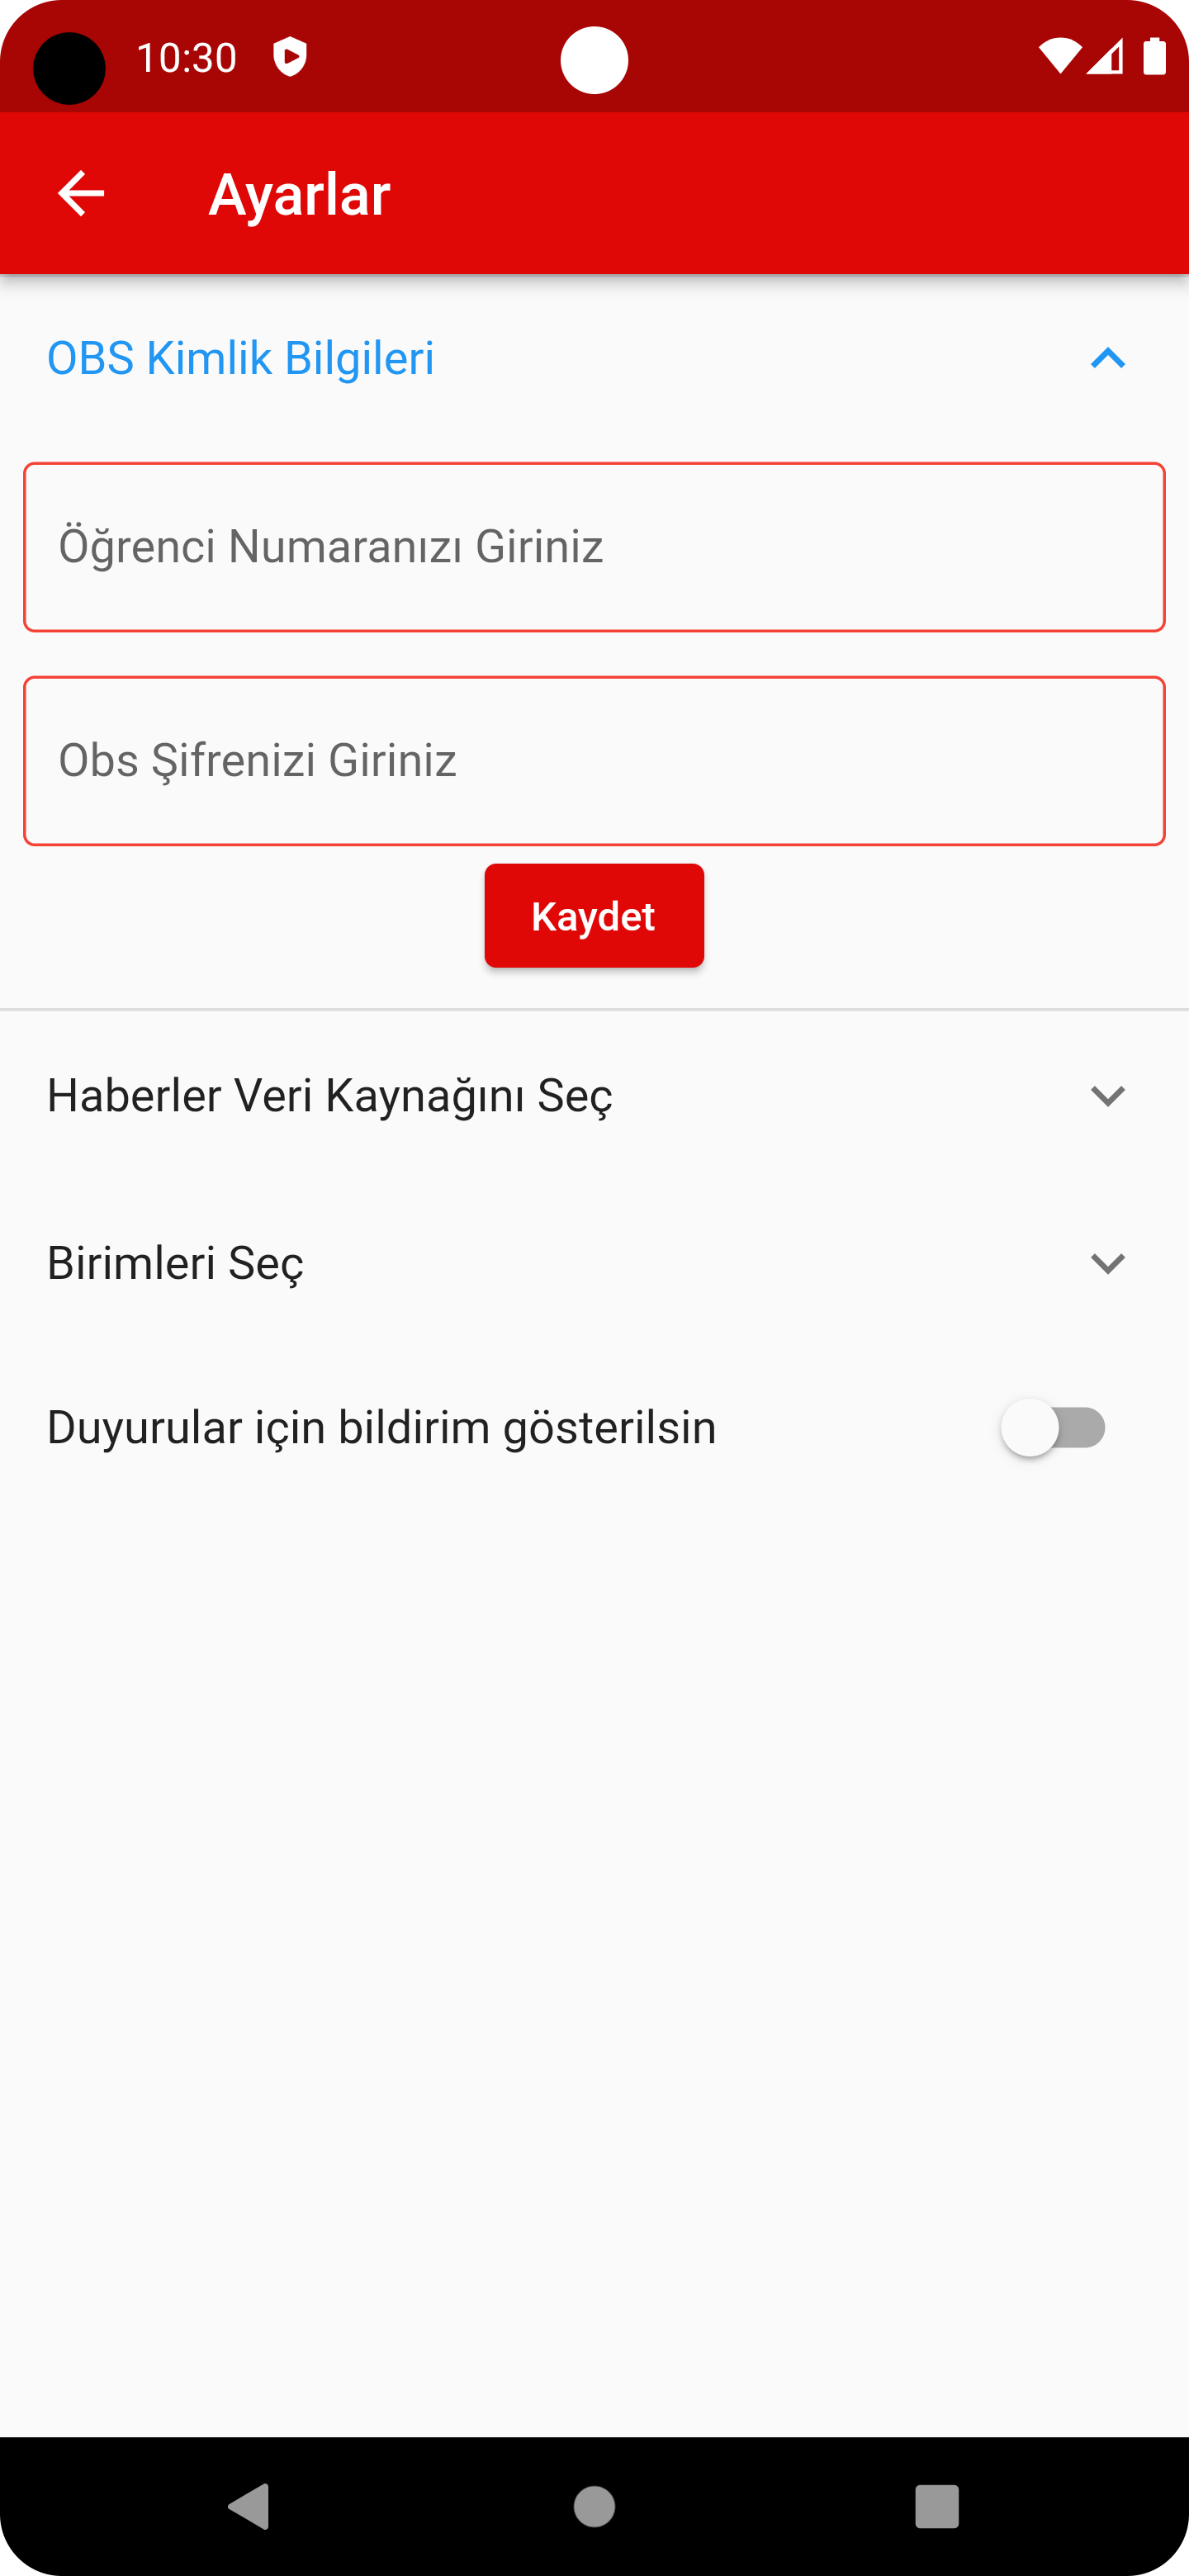 10:30
Ayarlar
OBS Kimlik Bilgileri
Öğrenci Numaranızı Giriniz
Obs Şifrenizi Giriniz
Kaydet
Haberler Veri Kaynağını Seç
Birimleri Seç
Duyurular için bildirim gösterilsin